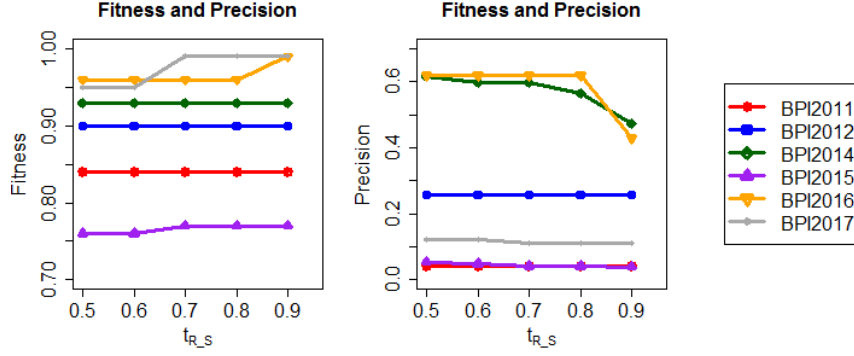 Fitness and Precision
Fitness
0.70 0.80 0.90 1.00
0.5 0.6 0.7 0.8 0.9
t_R_S
Fitness and Precision
Precision
0.0 0.2 0.4 0.6
0.5 0.6 0.7 0.8 0.9
t_R_S
BPI2011
BPI2012
BPI2014
BPI2015
BPI2016
BPI2017